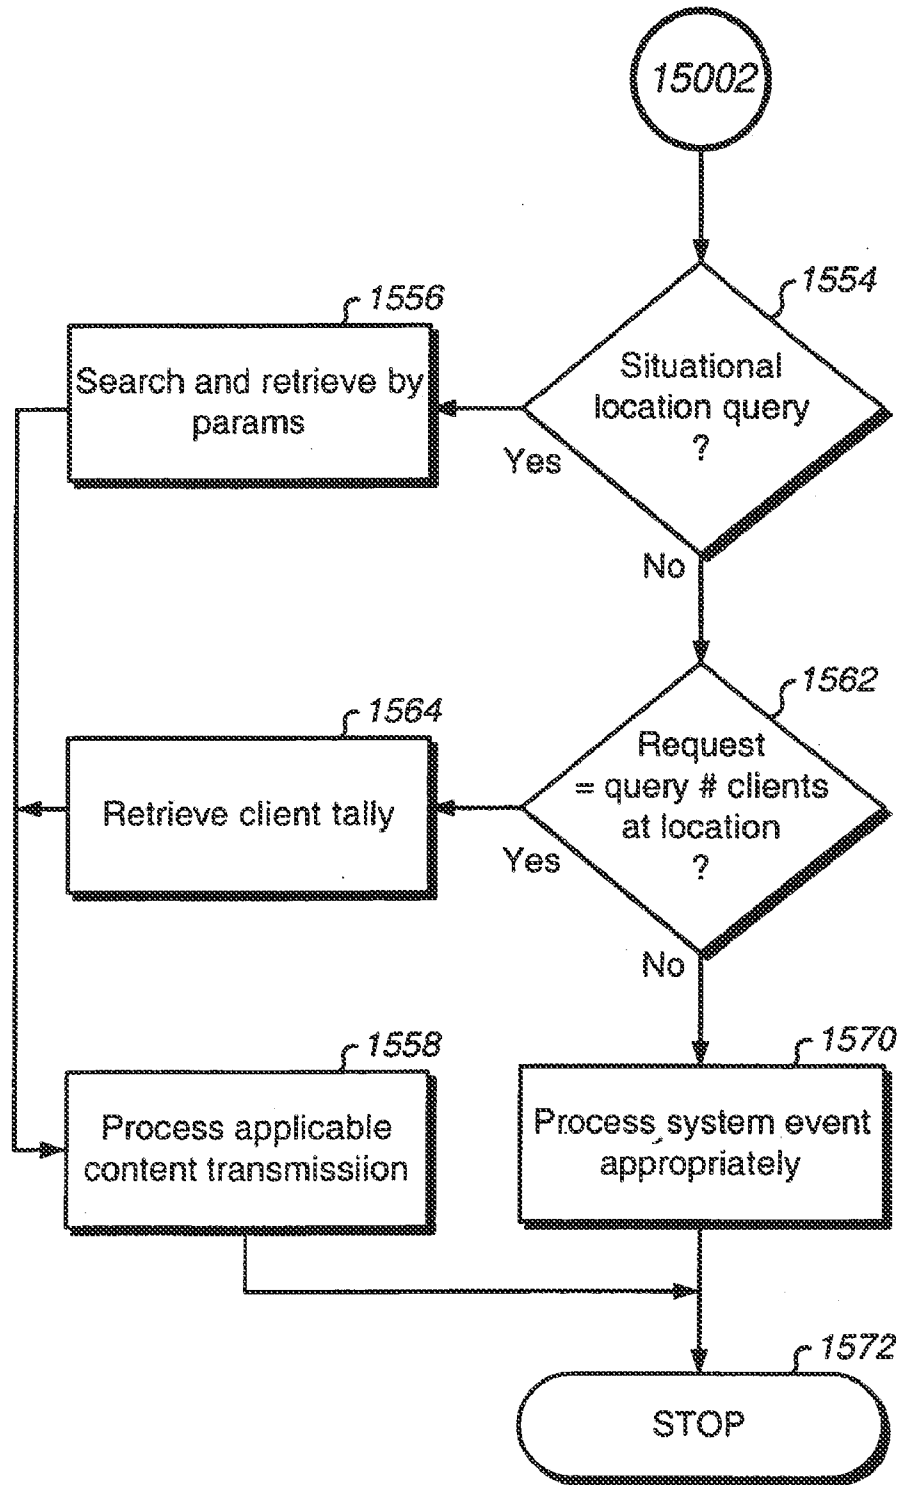 15002
1554
Situational
location query
?
Yes
No
1556
Search and retrieve by
params
1562
Request
= query # clients
at location
?
Yes
No
1564
Retrieve client tally
1558
Process applicable
content transmissiion
1570
Process system event
appropriately
1572
STOP